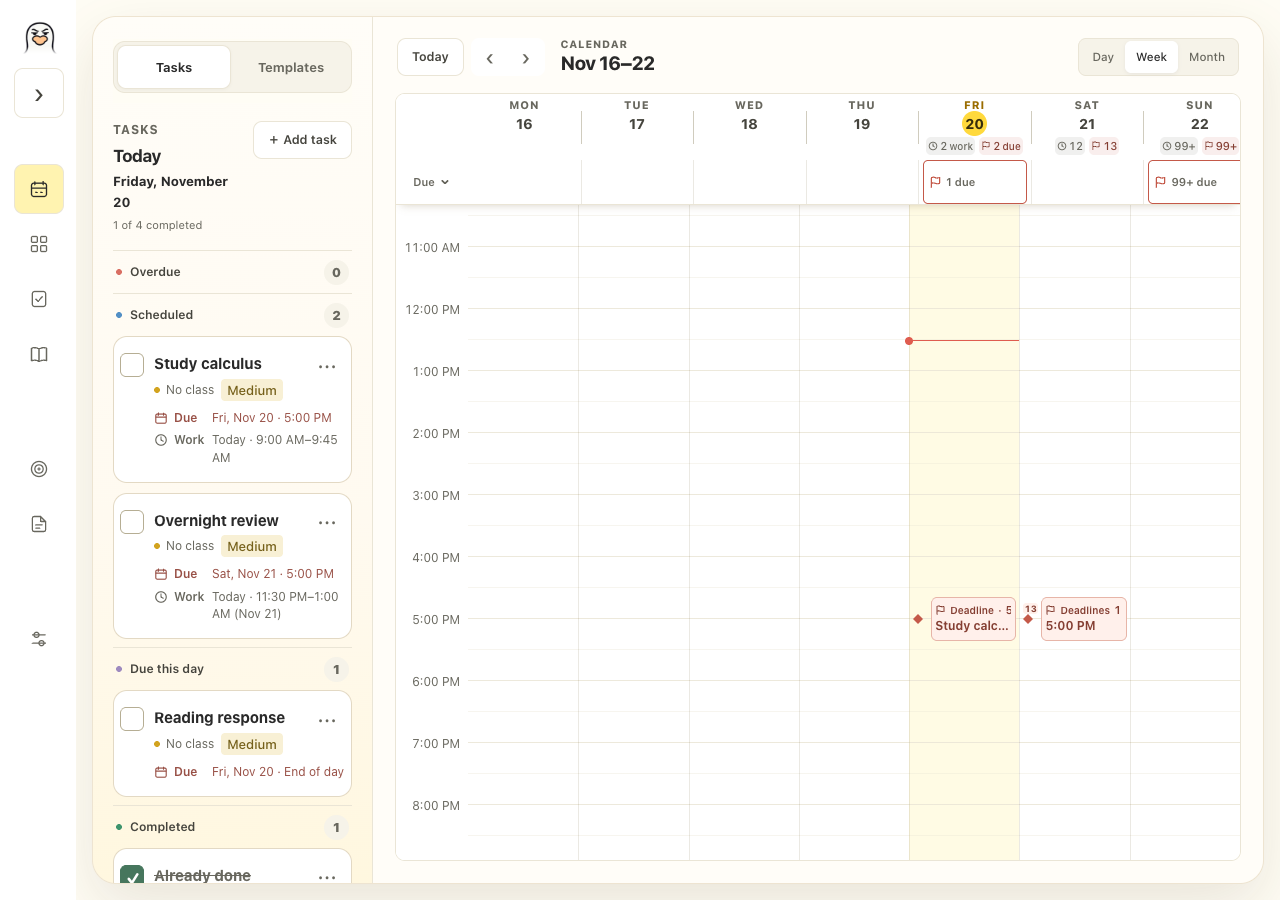 Tasks
Templates
TASKS
Today
Friday, November
20
1 of 4 completed
+ Add task
Overdue
0
Scheduled
2
Study calculus
No class
Medium
Due Fri, Nov 20 · 5:00 PM
Work Today · 9:00 AM–9:45
AM
Overnight review
No class
Medium
Due Sat, Nov 21 · 5:00 PM
Work Today · 11:30 PM–1:00
AM (Nov 21)
Due this day
1
Reading response
No class
Medium
Due Fri, Nov 20 · End of day
Completed
1
Already done
Today
CALENDAR
Nov 16–22
Day
Week
Month
MON
16
TUE
17
WED
18
THU
19
FRI
20
2 work
2 due
SAT
21
12
13
SUN
22
99+
99+
Due
1 due
99+ due
11:00 AM
12:00 PM
1:00 PM
2:00 PM
3:00 PM
4:00 PM
5:00 PM
6:00 PM
7:00 PM
8:00 PM
Deadline · 5
Study calc...
13
Deadlines 1
5:00 PM